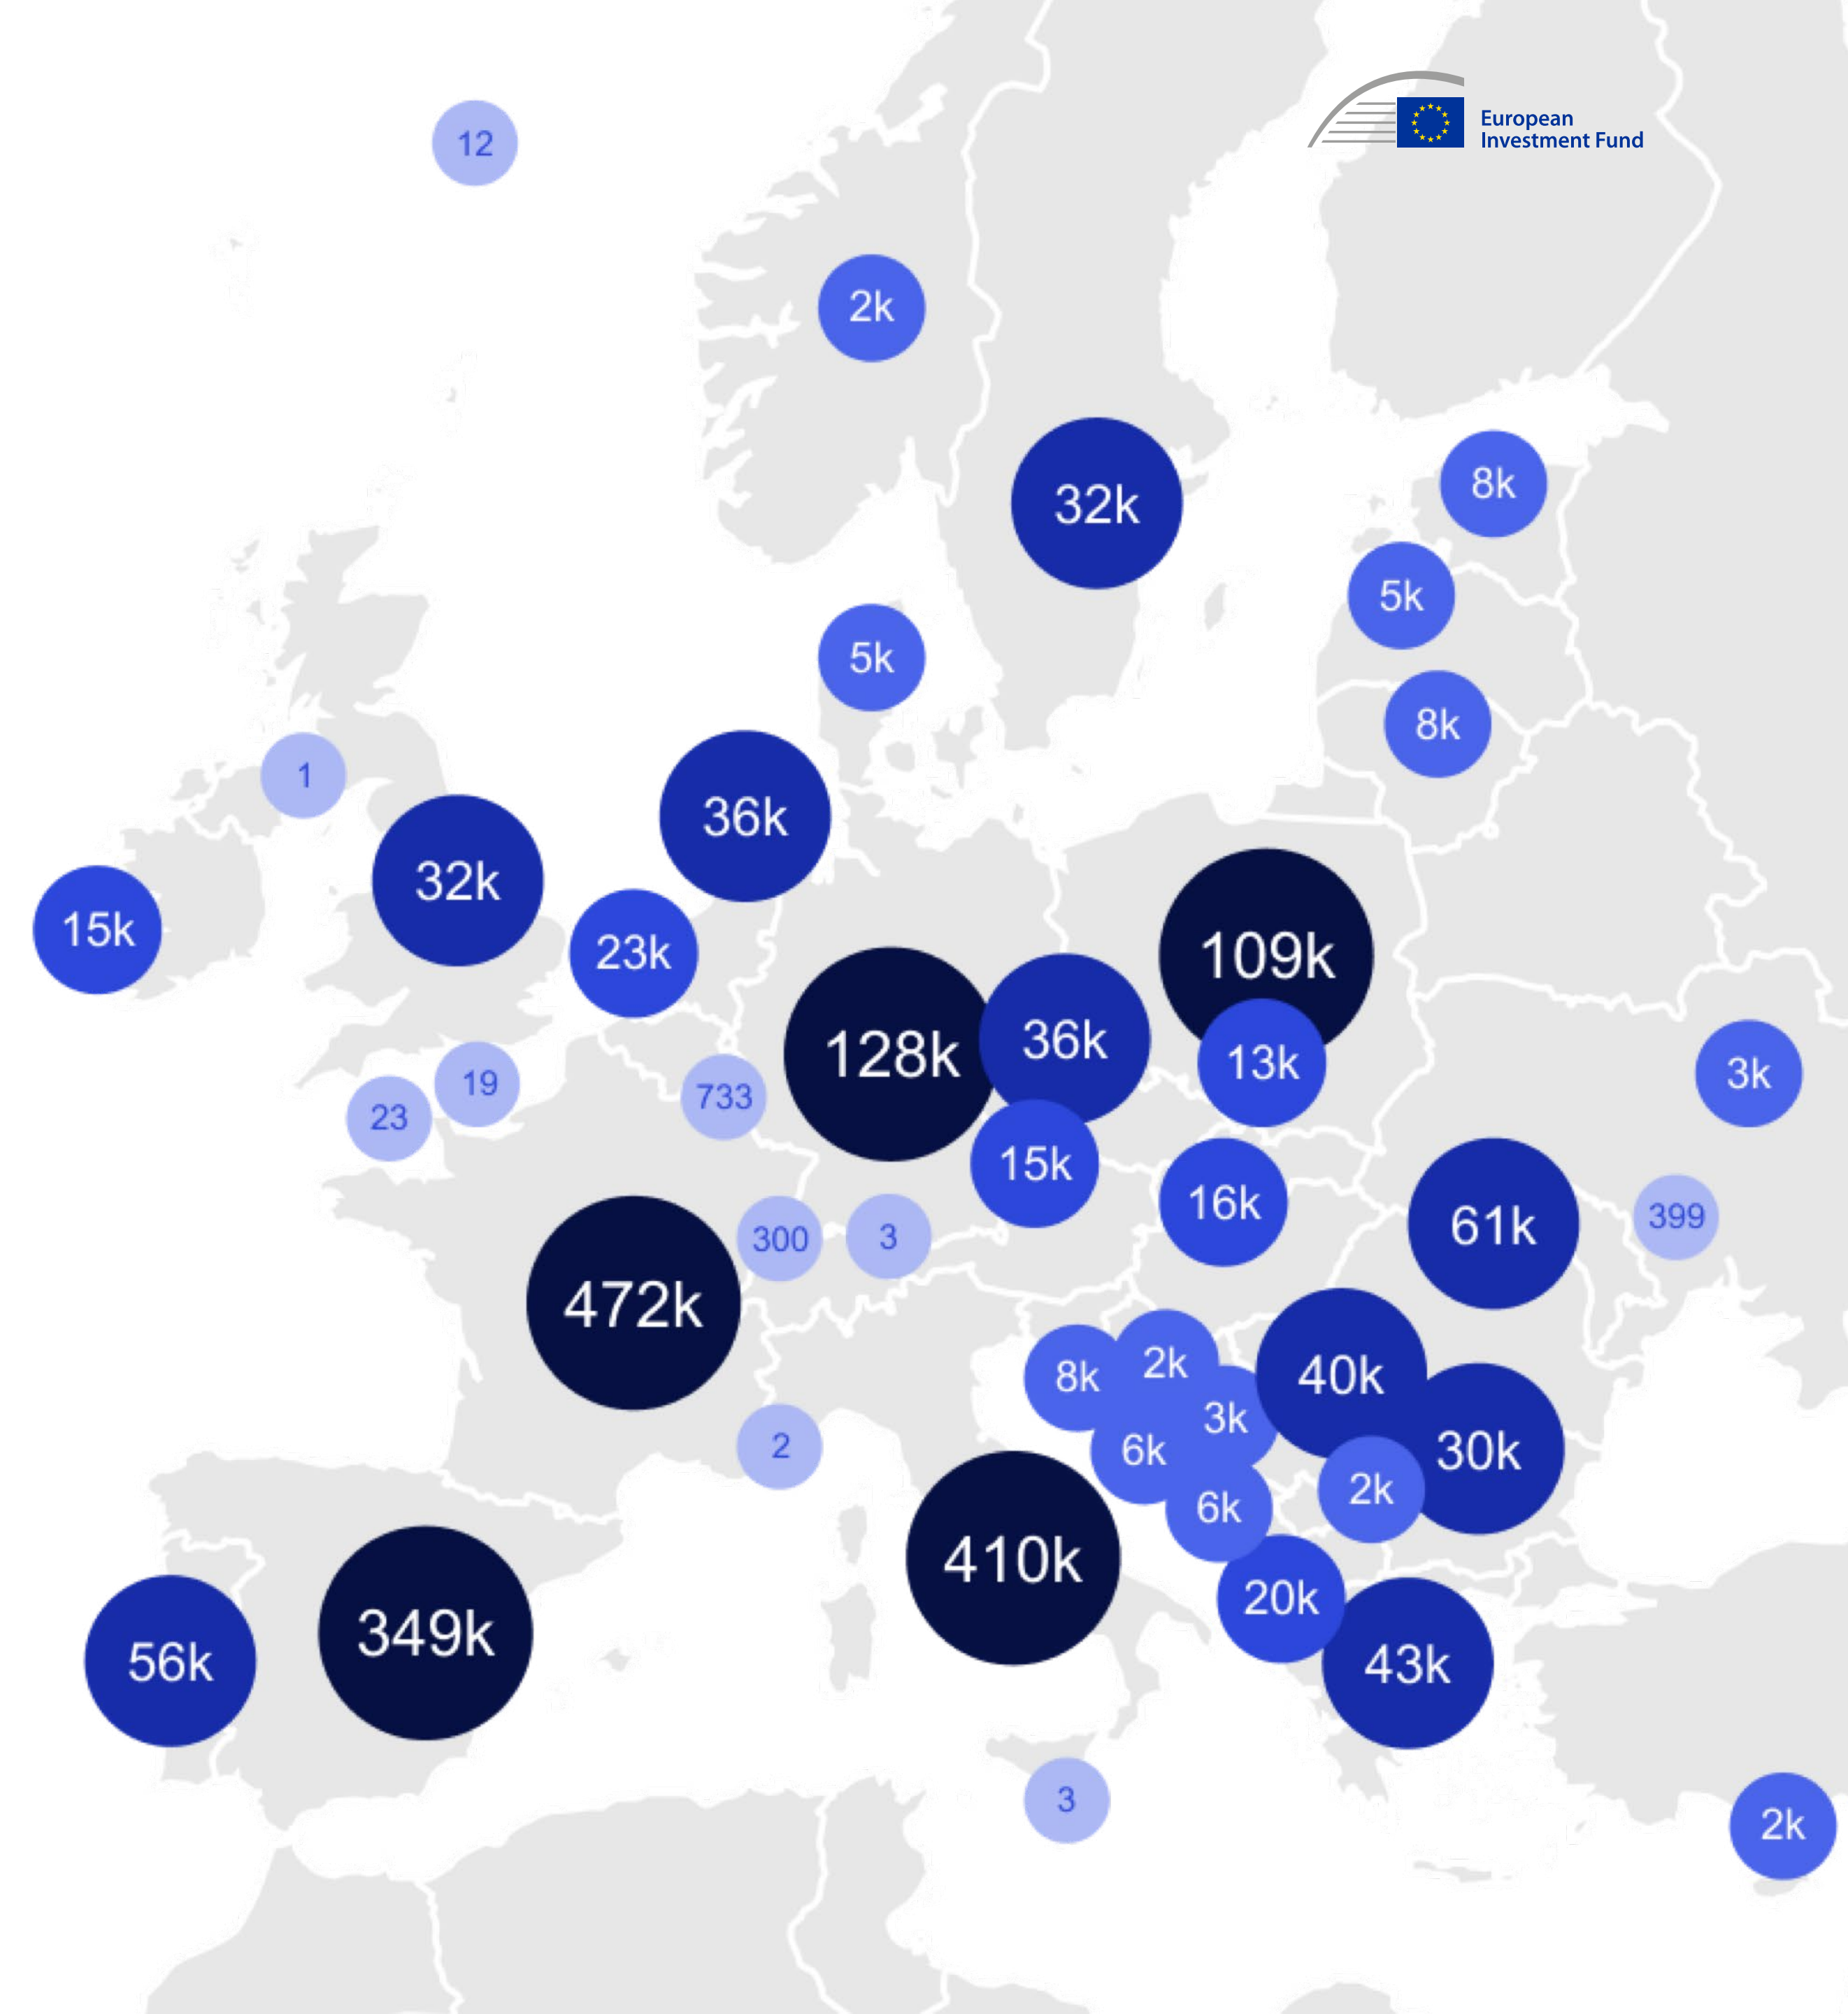 European
Investment Fund
12
2k
32k
8k
5k
5k
8k
1
36k
32k
15k
23k
109k
128k
36k
13k
3k
19
23
733
15k
16k
61k
399
300
3
472k
8k
2k
40k
3k
6k
30k
2
2k
6k
410k
20k
349k
56k
43k
3
2k